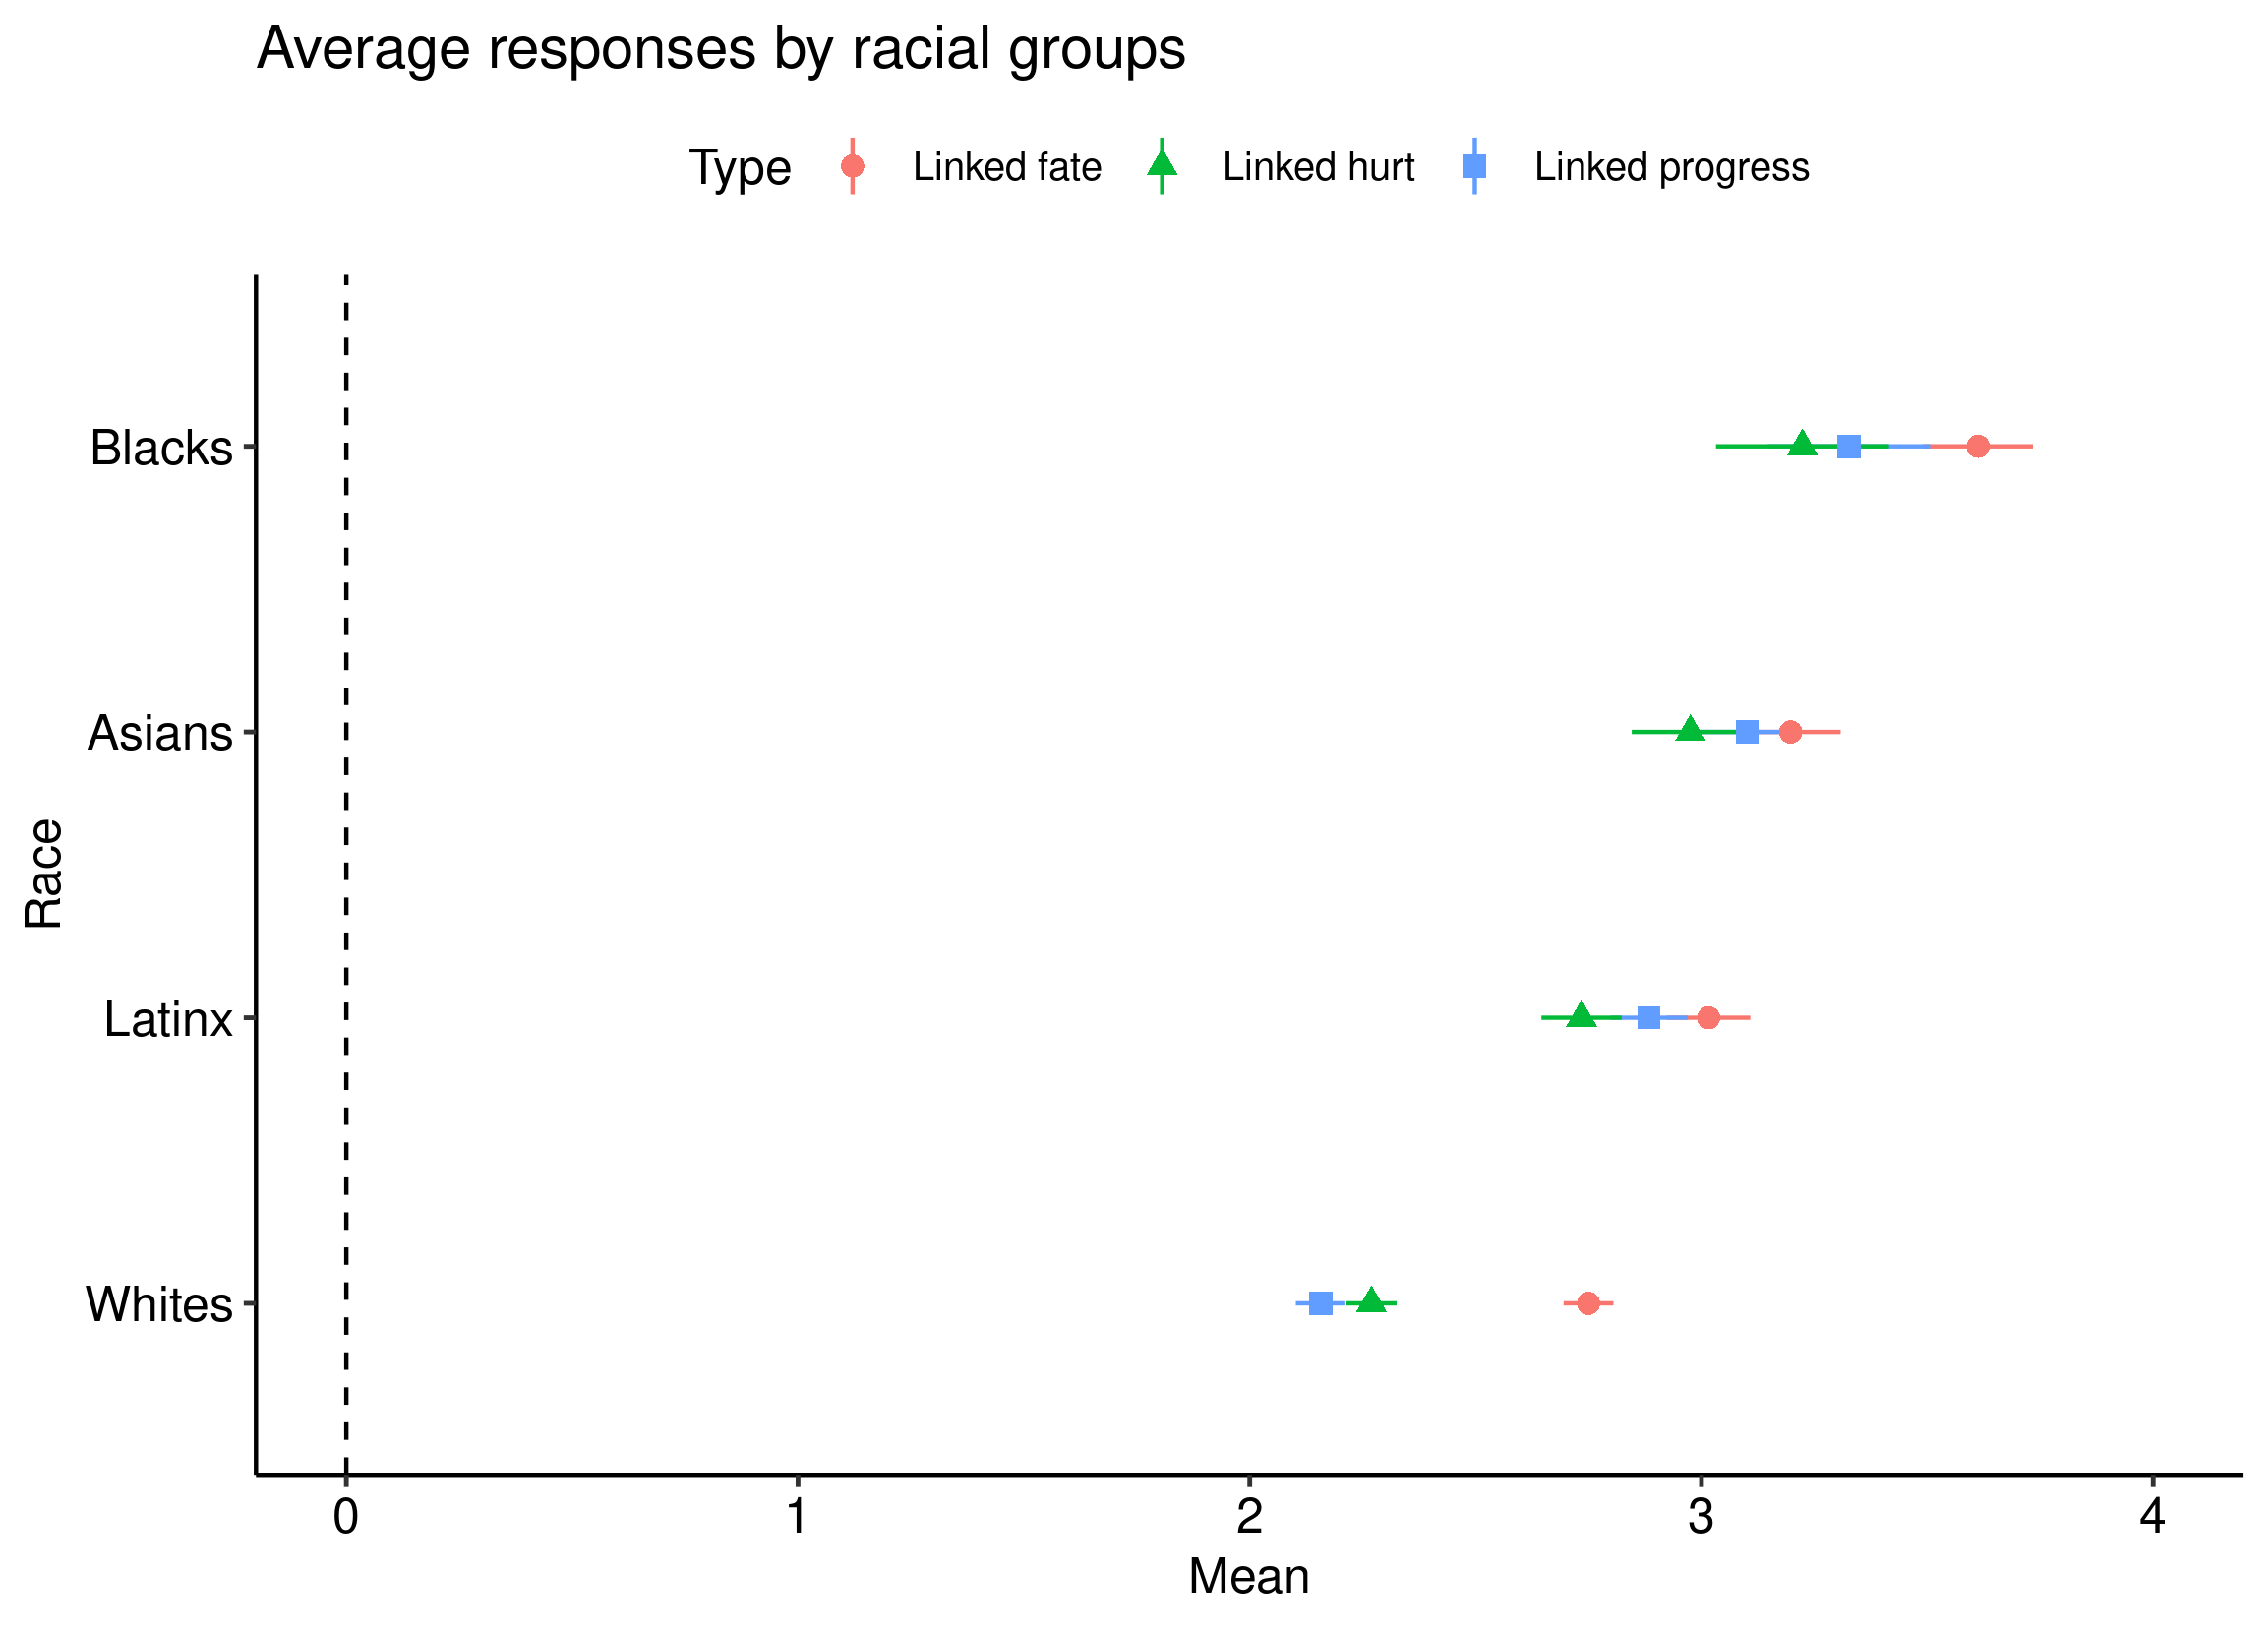 Average responses by racial groups
Type Linked fate Linked hurt Linked progress
Race
Blacks
Asians
Latinx
Whites
0 1 2 3 4
Mean